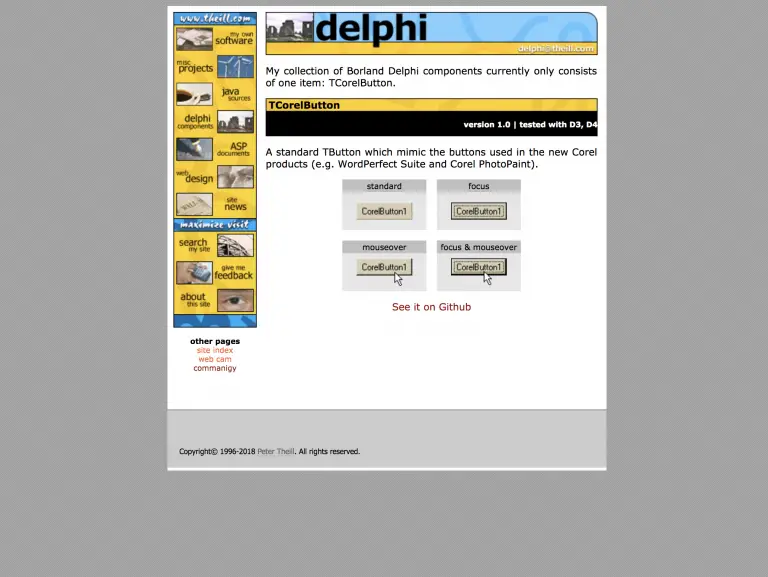 www.theill.com
my own
software
misc
projects
java
sources
delphi
components
ASP
documents
web
design
site
news
maximize visit
search
my site
give me
feedback
about
this site
other pages
site index
web cam
commanigy
delphi
delphi@theill.com
My collection of Borland Delphi components currently only consists
of one item: TCorelButton.
TCorelButton
version 1.0 | tested with D3, D4
A standard TButton which mimic the buttons used in the new Corel
products (e.g. WordPerfect Suite and Corel PhotoPaint).
standard
focus
CorelButton1
CorelButton1
mouseover
focus & mouseover
CorelButton1
CorelButton1
See it on Github
Copyright© 1996-2018 Peter Theill. All rights reserved.